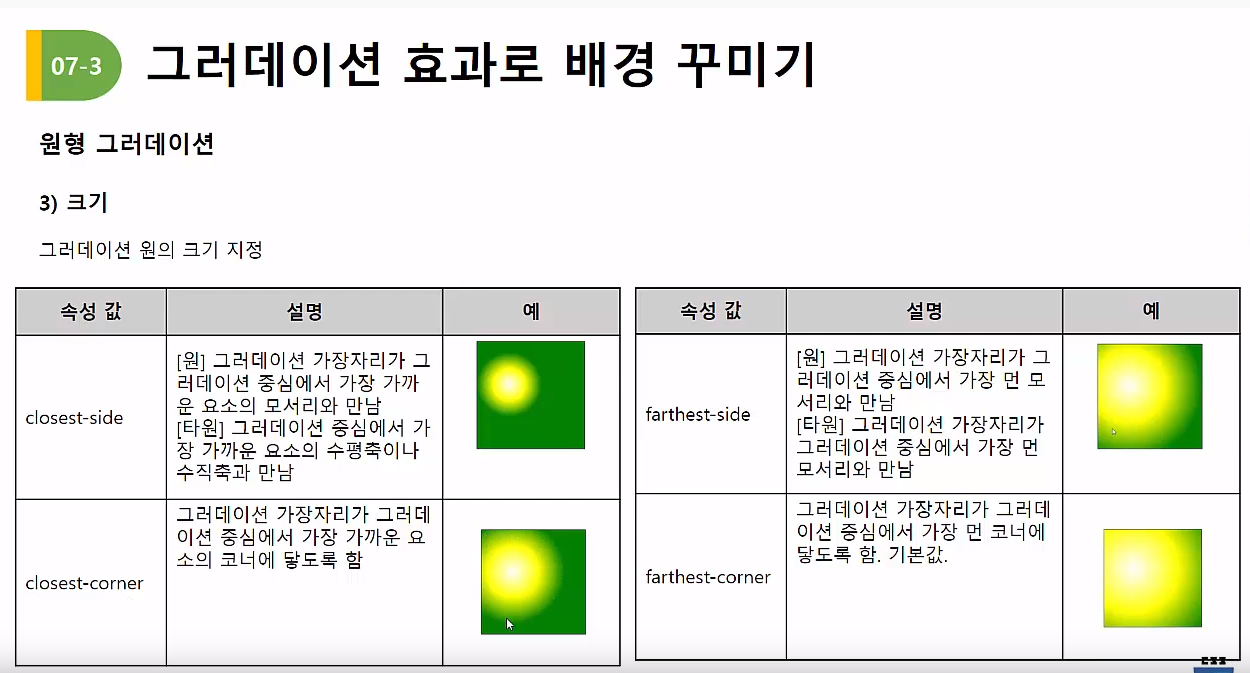 07-3
그러데이션 효과로 배경 꾸미기
원형 그러데이션
3) 크기
그러데이션 원의 크기 지정
속성 값
설명
예
closest-side
[원] 그러데이션 가장자리가 그
러데이션 중심에서 가장 가까
운 요소의 모서리와 만남
[타원] 그러데이션 중심에서 가
장 가까운 요소의 수평축이나
수직축과 만남
closest-corner
그러데이션 가장자리가 그러데
이션 중심에서 가장 가까운 요
소의 코너에 닿도록 함
속성 값
설명
예
farthest-side
[원] 그러데이션 가장자리가 그
러데이션 중심에서 가장 먼 모
서리와 만남
[타원] 그러데이션 가장자리가
그러데이션 중심에서 가장 먼
모서리와 만남
farthest-corner
그러데이션 가장자리가 그러데
이션 중심에서 가장 먼 코너에
닿도록 함. 기본값.